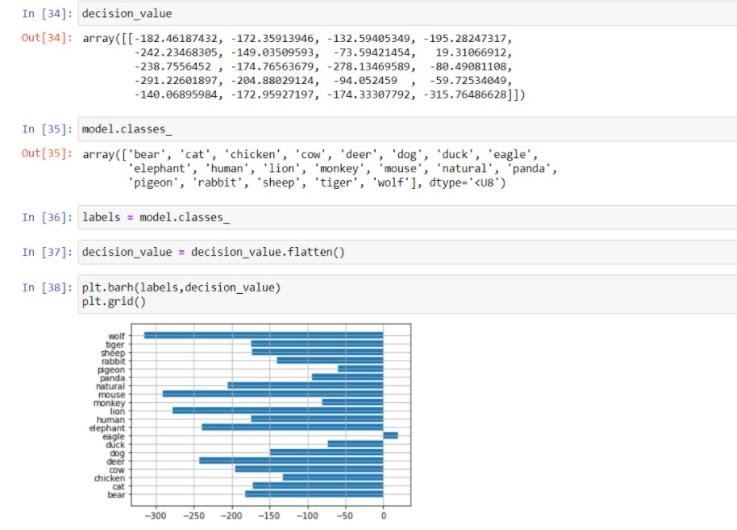 In [34]: decision_value
Out[34]: array([[-182.46187432, -172.35913946, -132.59405349, -195.28247317,
-242.23468305, -149.03509593, -73.59421454, 19.31066912,
-238.7556452 , -174.76563679, -278.13469589, -80.49081108,
-291.22601897, -204.88029124, -94.052459 , -59.72534049,
-140.06895984, -172.95927197, -174.33307792, -315.76486628]])
In [35]: model.classes_
Out[35]: array(['bear', 'cat', 'chicken', 'cow', 'deer', 'dog', 'duck', 'eagle',
'elephant', 'human', 'lion', 'monkey', 'mouse', 'natural', 'panda',
'pigeon', 'rabbit', 'sheep', 'tiger', 'wolf'], dtype='<U8')
In [36]: labels = model.classes_
In [37]: decision_value = decision_value.flatten()
In [38]: plt.barh(labels,decision_value)
plt.grid()
wolf
tiger
sheep
rabbit
pigeon
panda
natural
mouse
monkey
lion
human
elephant
eagle
duck
dog
deer
cow
chicken
cat
bear
−300 −250 −200 −150 −100 −50 0